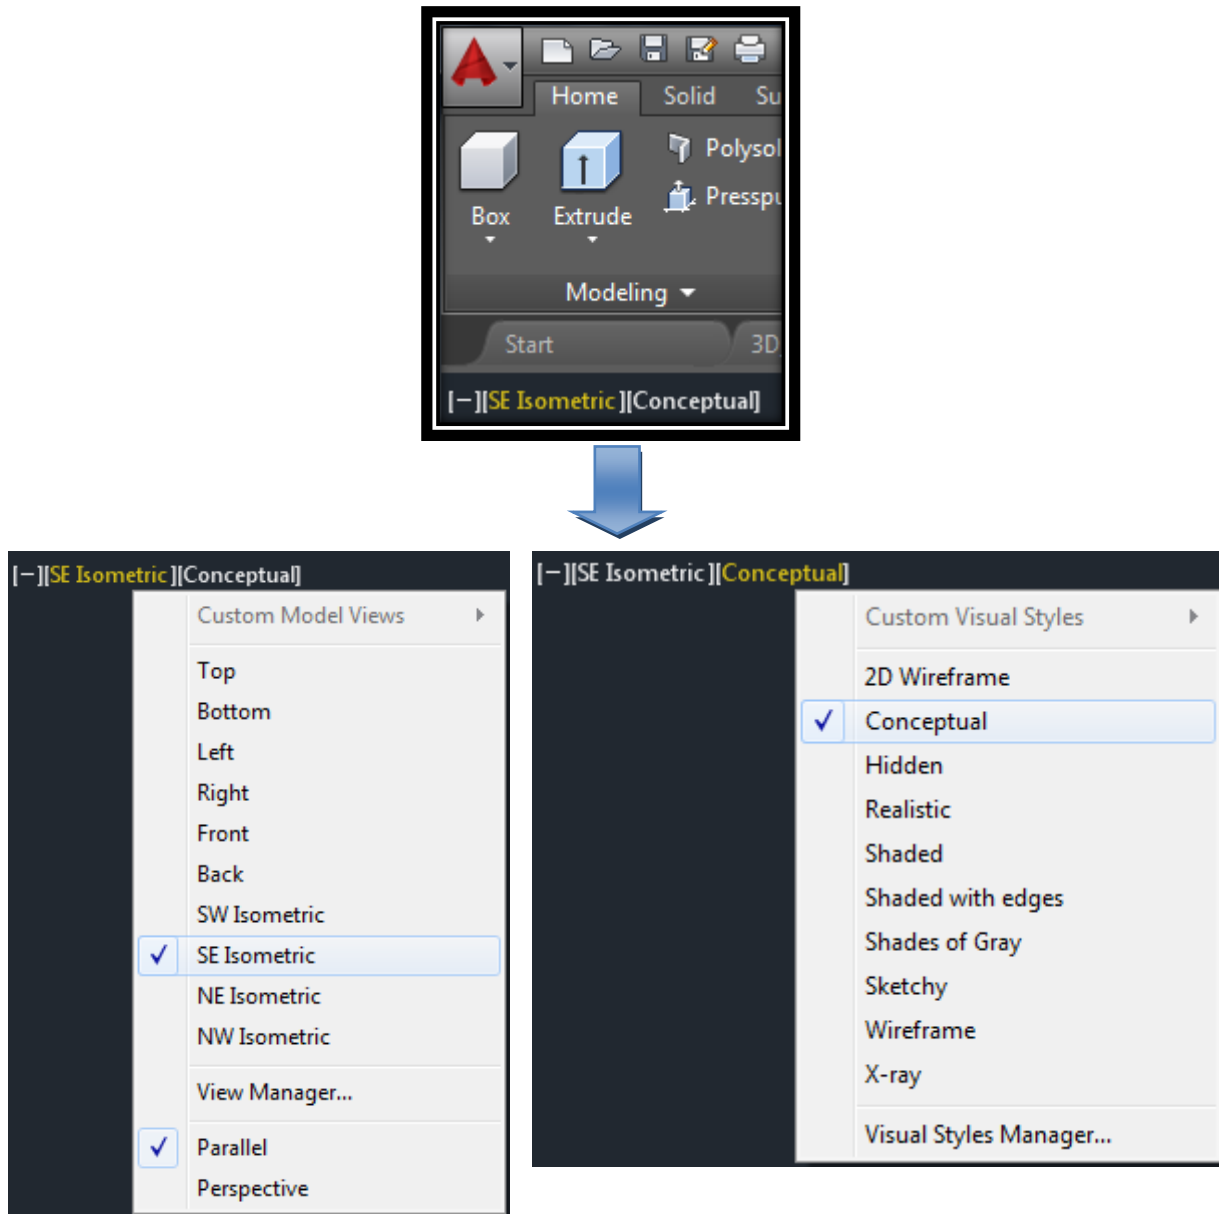 Home Solid Su
Polysol
Presspu
Box Extrude
Modeling
Start 3D
[−][SE Isometric][Conceptual]
[−][SE Isometric][Conceptual]
Custom Model Views
Top
Bottom
Left
Right
Front
Back
SW Isometric
SE Isometric
NE Isometric
NW Isometric
View Manager...
Parallel
Perspective
[−][SE Isometric][Conceptual]
Custom Visual Styles
2D Wireframe
Conceptual
Hidden
Realistic
Shaded
Shaded with edges
Shades of Gray
Sketchy
Wireframe
X-ray
Visual Styles Manager...